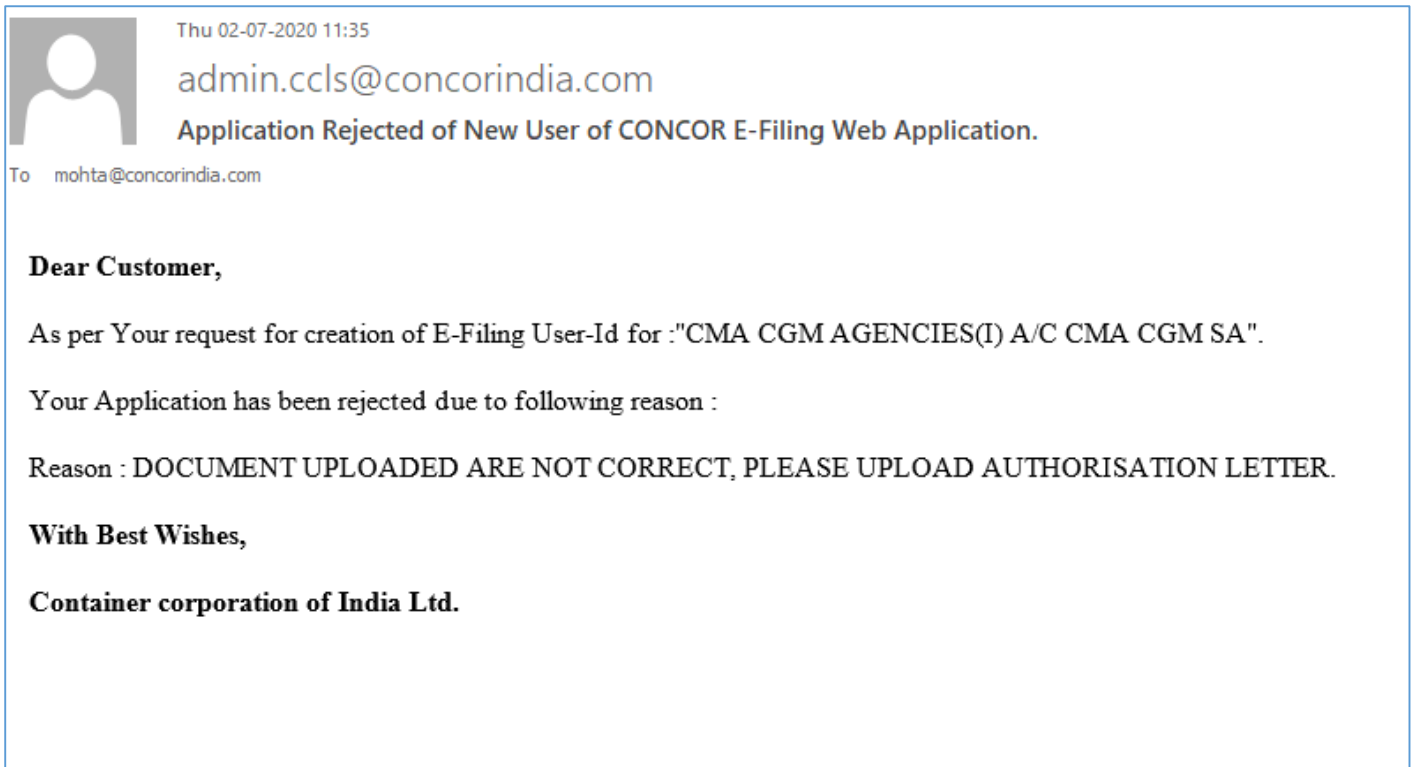 Thu 02-07-2020 11:35
admin.ccls@concorindia.com
Application Rejected of New User of CONCOR E-Filing Web Application.
To mohta@concorindia.com
Dear Customer,
As per Your request for creation of E-Filing User-Id for :"CMA CGM AGENCIES(I) A/C CMA CGM SA".
Your Application has been rejected due to following reason :
Reason : DOCUMENT UPLOADED ARE NOT CORRECT, PLEASE UPLOAD AUTHORISATION LETTER.
With Best Wishes,
Container corporation of India Ltd.